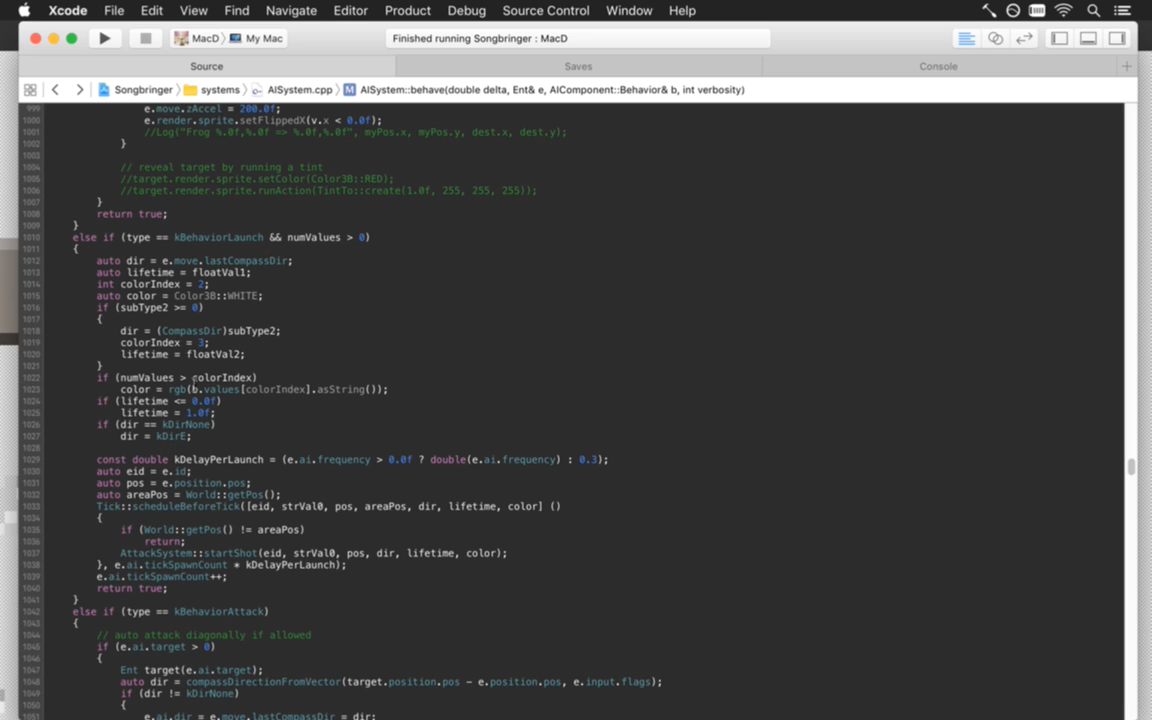 Xcode File Edit View Find Navigate Editor Product Debug Source Control Window Help
MacD 〉 My Mac
Finished running Songbringer : MacD
Source Saves Console +
Songbringer 〉 systems 〉 AISystem.cpp 〉 M AISystem::behave(double delta, Ent& e, AIComponent::Behavior& b, int verbosity)
999 e.move.zAccel = 200.0f;
1000 e.render.sprite.setFlippedX(v.x < 0.0f);
1001 //Log("Frog %.0f,%.0f => %.0f,%.0f", myPos.x, myPos.y, dest.x, dest.y);
1002 }
1003
1004 // reveal target by running a tint
1005 //target.render.sprite.setColor(Color3B::RED);
1006 //target.render.sprite.runAction(TintTo::create(1.0f, 255, 255, 255));
1007 }
1008 return true;
1009 }
1010 else if (type == kBehaviorLaunch && numValues > 0)
1011 {
1012 auto dir = e.move.lastCompassDir;
1013 auto lifetime = floatVal1;
1014 int colorIndex = 2;
1015 auto color = Color3B::WHITE;
1016 if (subType2 >= 0)
1017 {
1018 dir = (CompassDir)subType2;
1019 colorIndex = 3;
1020 lifetime = floatVal2;
1021 }
1022 if (numValues > colorIndex)
1023 color = rgb(b.values[colorIndex].asString());
1024 if (lifetime <= 0.0f)
1025 lifetime = 1.0f;
1026 if (dir == kDirNone)
1027 dir = kDirE;
1028
1029 const double kDelayPerLaunch = (e.ai.frequency > 0.0f ? double(e.ai.frequency) : 0.3);
1030 auto eid = e.id;
1031 auto pos = e.position.pos;
1032 auto areaPos = World::getPos();
1033 Tick::scheduleBeforeTick([eid, strVal0, pos, areaPos, dir, lifetime, color] ()
1034 {
1035 if (World::getPos() != areaPos)
1036 return;
1037 AttackSystem::startShot(eid, strVal0, pos, dir, lifetime, color);
1038 }, e.ai.tickSpawnCount * kDelayPerLaunch);
1039 e.ai.tickSpawnCount++;
1040 return true;
1041 }
1042 else if (type == kBehaviorAttack)
1043 {
1044 // auto attack diagonally if allowed
1045 if (e.ai.target > 0)
1046 {
1047 Ent target(e.ai.target);
1048 auto dir = compassDirectionFromVector(target.position.pos - e.position.pos, e.input.flags);
1049 if (dir != kDirNone)
1050 {
1051 e.ai.dir = e.move.lastCompassDir = dir;